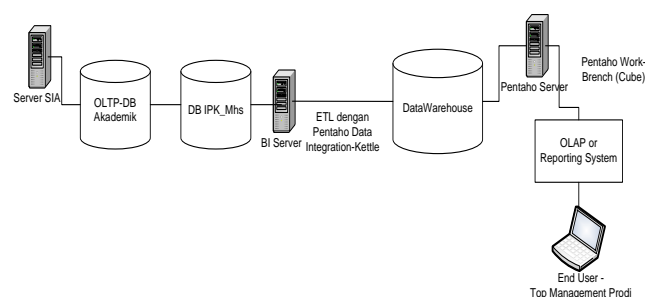 Server SIA
OLTP-DB
Akademik
DB IPK_Mhs
BI Server
ETL dengan
Pentaho Data
Integration-Kettle
DataWarehouse
Pentaho Server
Pentaho Work-
Brench (Cube)
OLAP or
Reporting System
End User -
Top Management Prodi